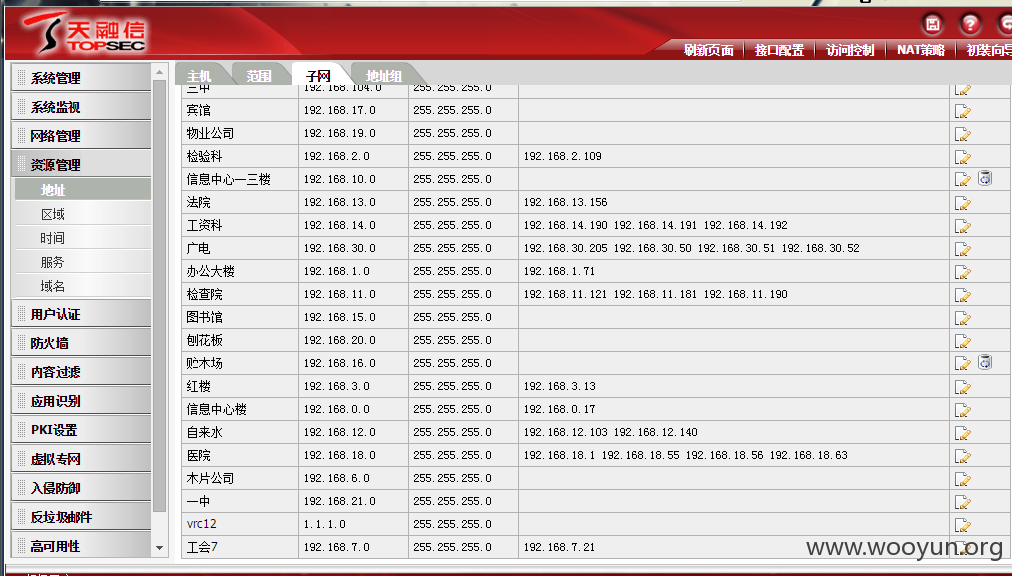 天融信
TOPSEC
刷新页面 接口配置 访问控制 NAT策略 初装向导
主机 范围 子网 地址组
系统管理
系统监视
网络管理
资源管理
地址
区域
时间
服务
域名
用户认证
防火墙
内容过滤
应用识别
PKI设置
虚拟专网
入侵防御
反垃圾邮件
高可用性
三中 192.168.104.0 255.255.255.0
宾馆 192.168.17.0 255.255.255.0
物业公司 192.168.19.0 255.255.255.0
检验科 192.168.2.0 255.255.255.0 192.168.2.109
信息中心一三楼 192.168.10.0 255.255.255.0
法院 192.168.13.0 255.255.255.0 192.168.13.156
工资科 192.168.14.0 255.255.255.0 192.168.14.190 192.168.14.191 192.168.14.192
广电 192.168.30.0 255.255.255.0 192.168.30.205 192.168.30.50 192.168.30.51 192.168.30.52
办公大楼 192.168.1.0 255.255.255.0 192.168.1.71
检查院 192.168.11.0 255.255.255.0 192.168.11.121 192.168.11.181 192.168.11.190
图书馆 192.168.15.0 255.255.255.0
刨花板 192.168.20.0 255.255.255.0
贮木场 192.168.16.0 255.255.255.0
红楼 192.168.3.0 255.255.255.0 192.168.3.13
信息中心楼 192.168.0.0 255.255.255.0 192.168.0.17
自来水 192.168.12.0 255.255.255.0 192.168.12.103 192.168.12.140
医院 192.168.18.0 255.255.255.0 192.168.18.1 192.168.18.55 192.168.18.56 192.168.18.63
木片公司 192.168.6.0 255.255.255.0
一中 192.168.21.0 255.255.255.0
vrc12 1.1.1.0 255.255.255.0
工会7 192.168.7.0 255.255.255.0 192.168.7.21
www.wooyun.org